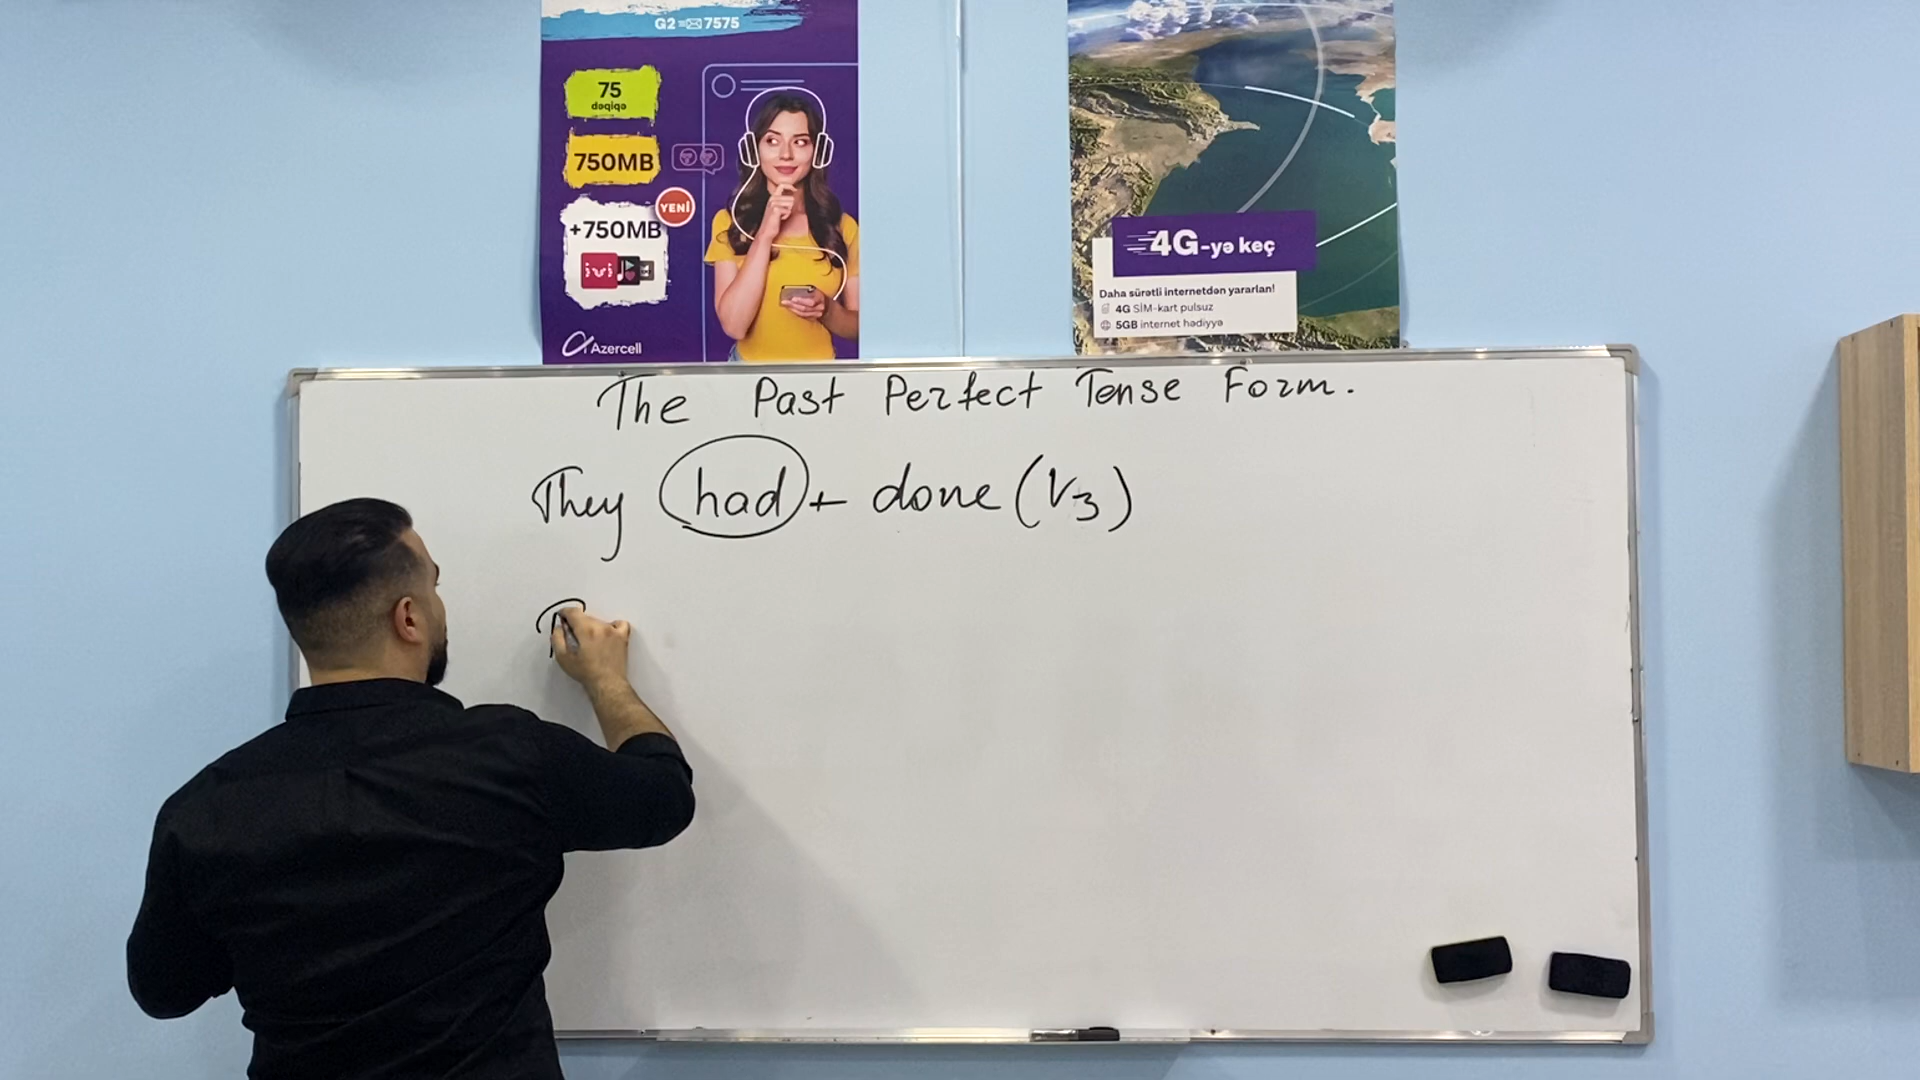 G2 → 7575
75
dəqiqə
750MB
YENİ
+750MB
ivi
Azercell
4G-yə keç
Daha sürətli internetdən yararlan!
4G SİM-kart pulsuz
5GB internet hədiyyə
The Past Perfect Tense Form.
They had + done (V3)
T